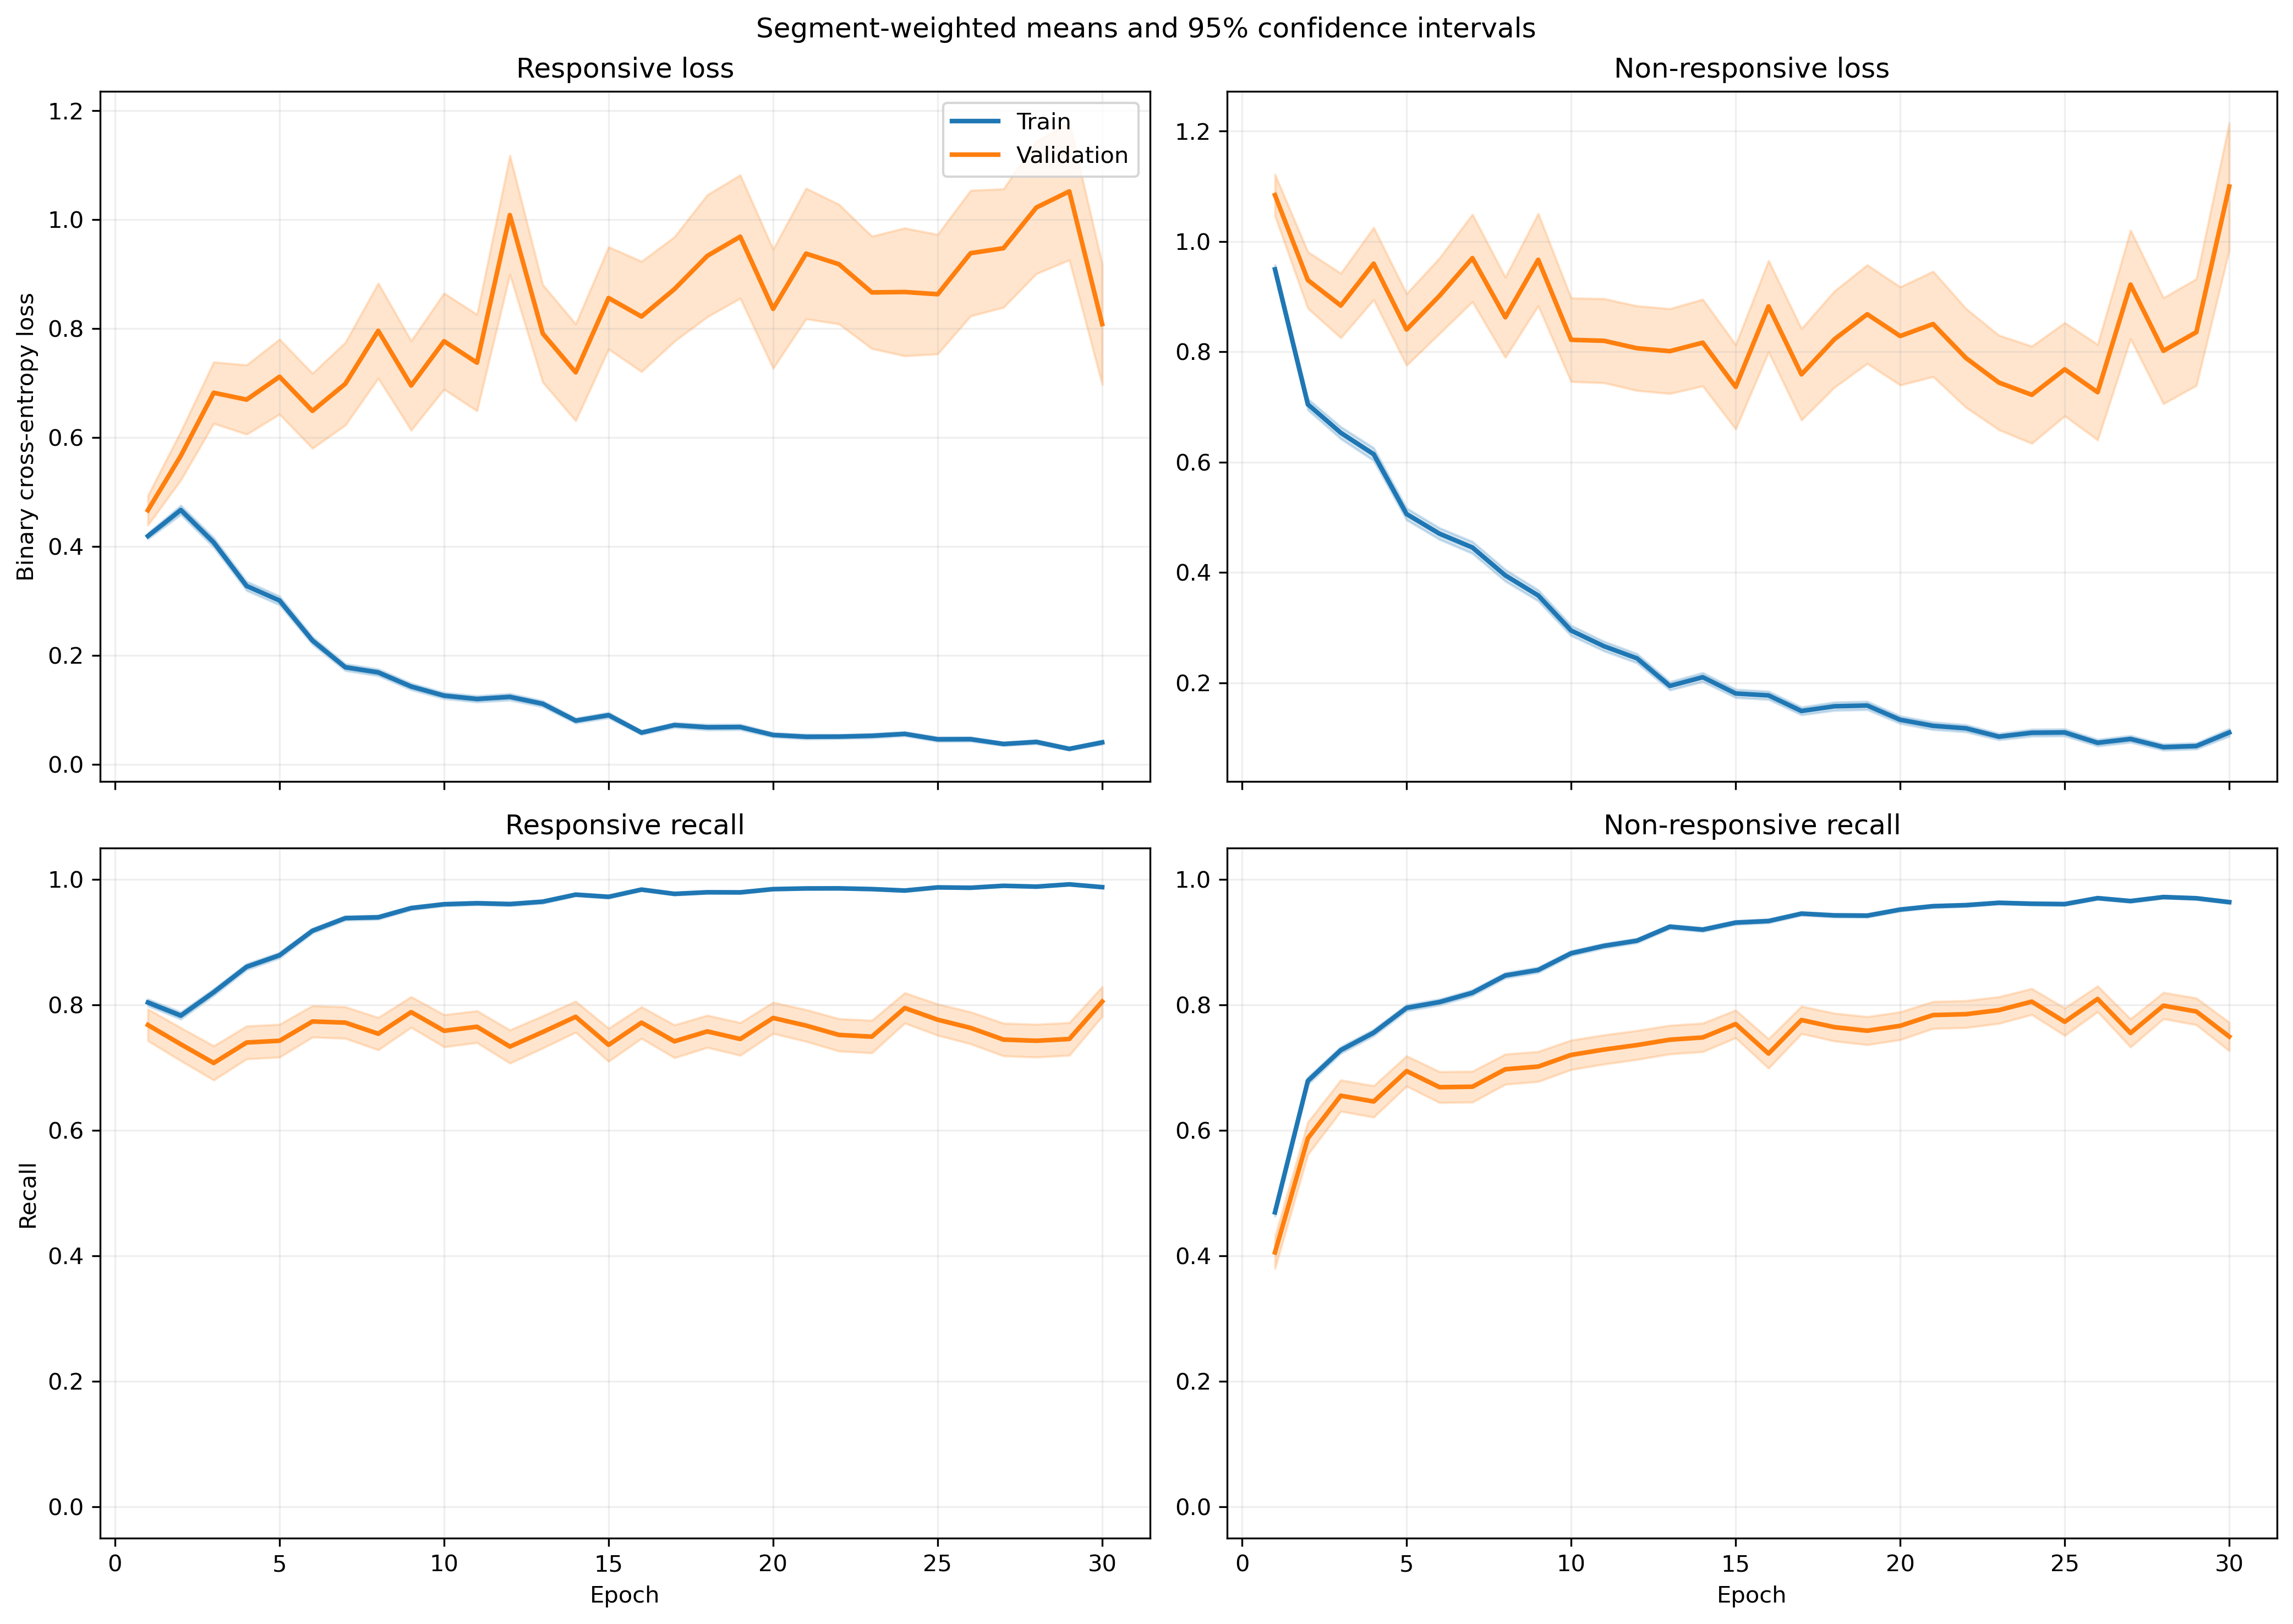 Segment-weighted means and 95% confidence intervals
Responsive loss
Non-responsive loss
Binary cross-entropy loss
1.2
1.0
0.8
0.6
0.4
0.2
0.0
Train
Validation
1.2
1.0
0.8
0.6
0.4
0.2
Responsive recall
Non-responsive recall
Recall
1.0
0.8
0.6
0.4
0.2
0.0
0 5 10 15 20 25 30
Epoch
1.0
0.8
0.6
0.4
0.2
0.0
0 5 10 15 20 25 30
Epoch